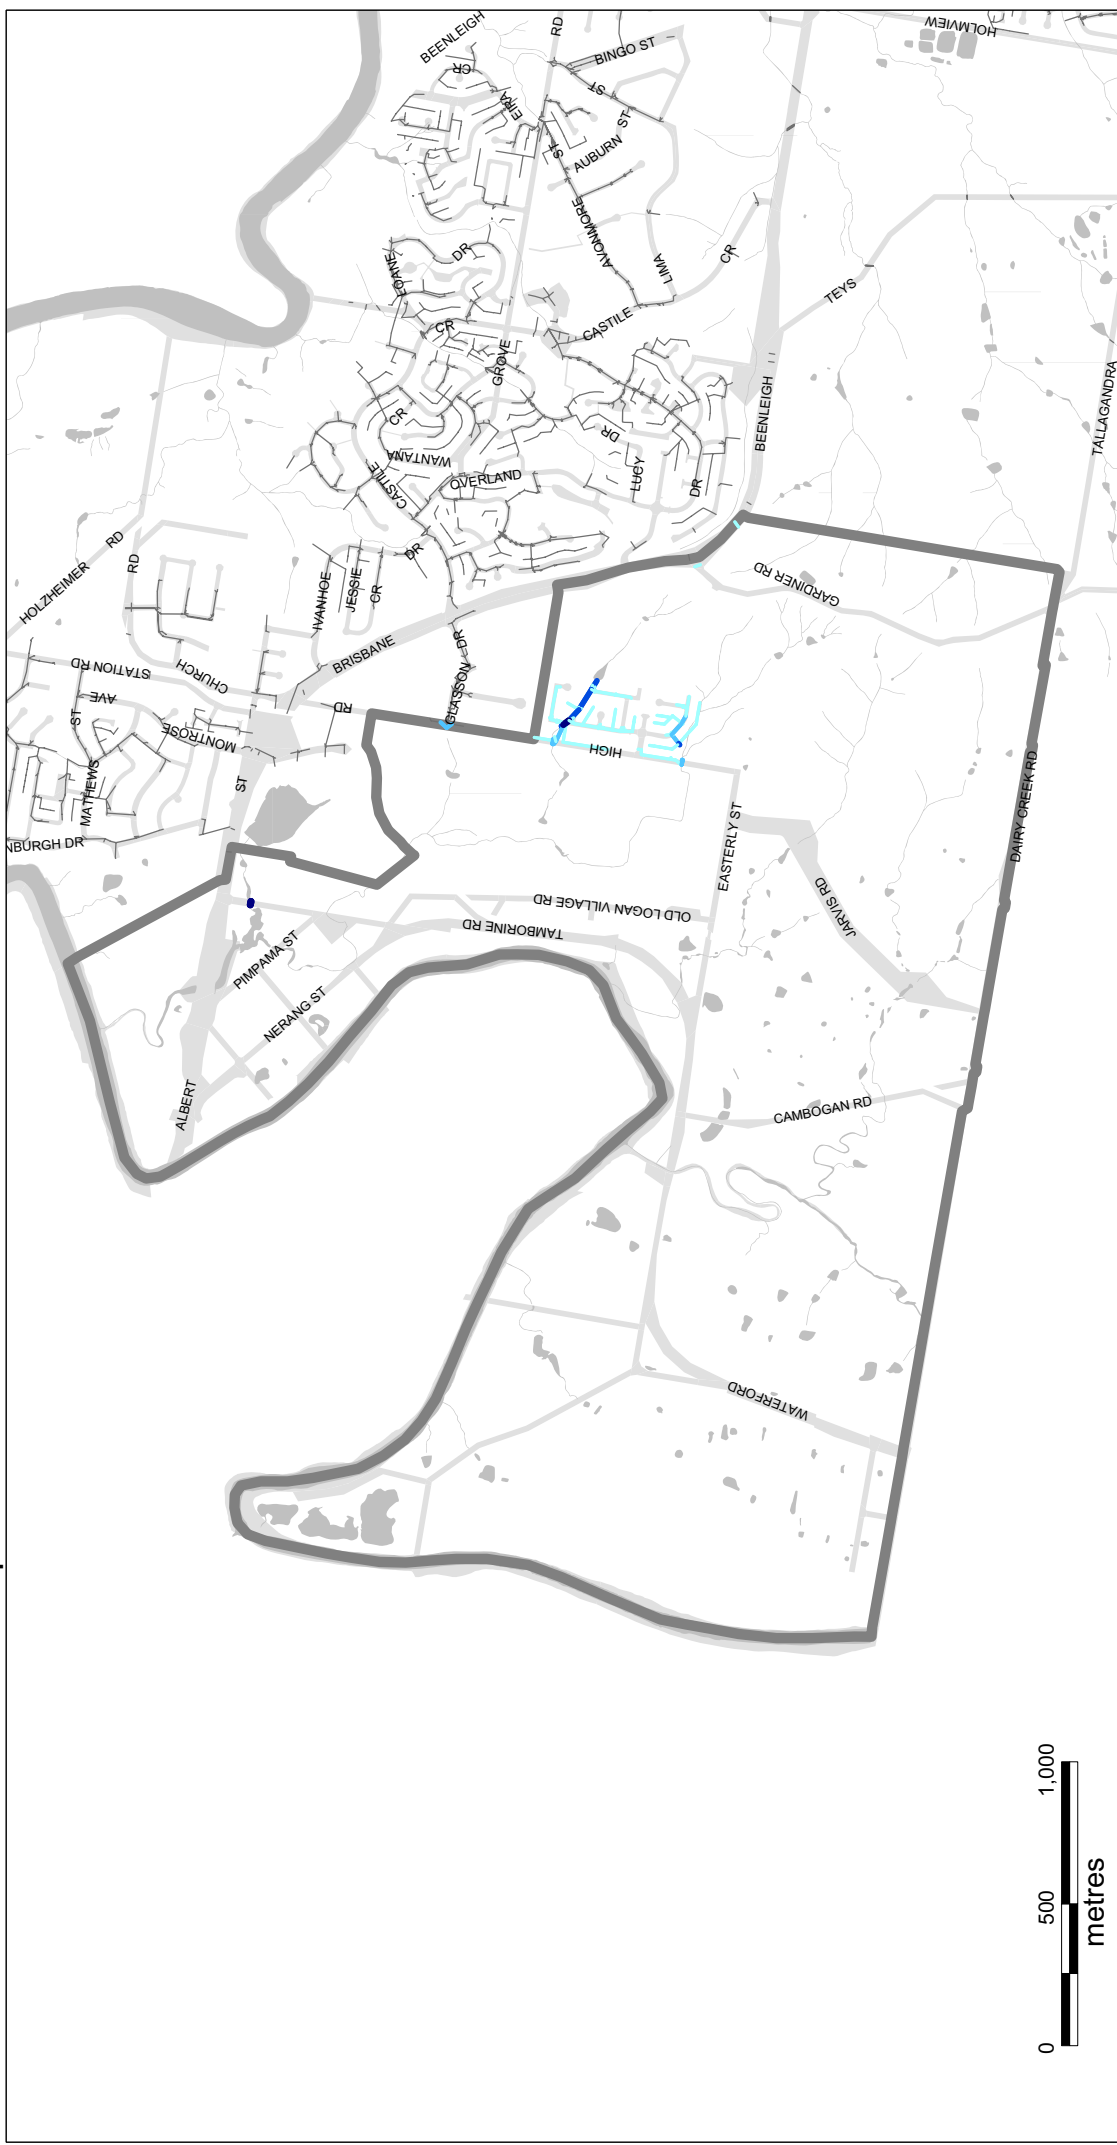 BEENLEIGH
RD
HOLMVIEW
CR
BINGO ST
EIRA
ST
ST
ST
AUBURN
AVONMORE
EOANE
DR
LIMA
CR
TEYS
CR
CASTILE
GROVE
BEENLEIGH
TALLAGANDRA
CR
DR
WANTANA
CASTILE
OVERLAND
LUCY
DR
HOLZHEIMER
RD
RD
DR
IVANHOE
JESSIE
CR
GARDINER RD
BRISBANE
DR
GLASSON
STATION RD
CHURCH
AVE
ST
RD
MONTROSE
HIGH
MATHEWS
ST
NBURGH DR
EASTERLY ST
DAIRY CREEK RD
JARVIS RD
OLD LOGAN VILLAGE RD
TAMBORINE RD
PIMPAMA ST
NERANG ST
ALBERT
CAMBOGAN RD
WATERFORD
0
500
1,000
metres